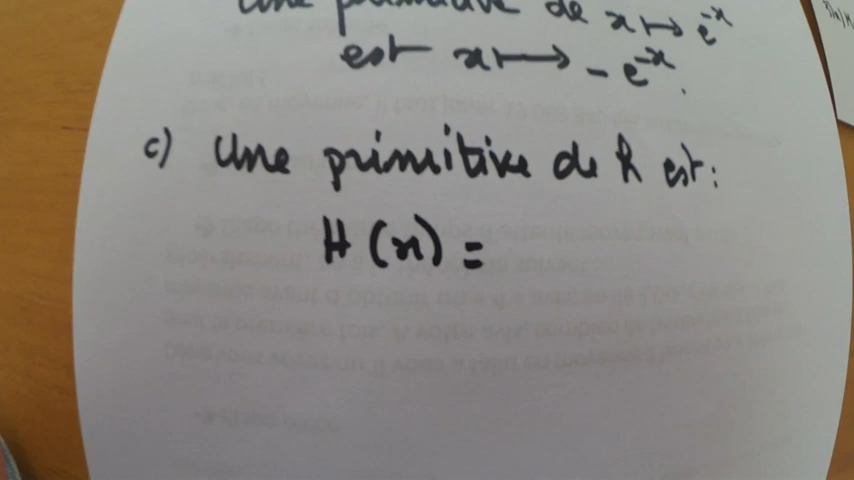 Une primitive de x ↦ e^{-x}
est x ⟼ - e^{-x}.
c) Une primitive de h est:
H (x) =